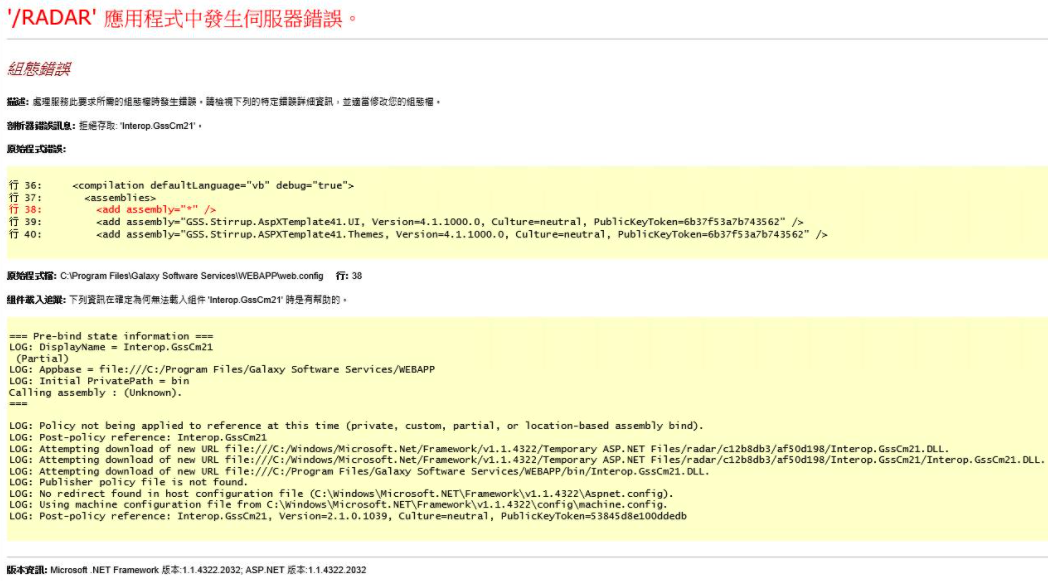 '/RADAR' 應用程式中發生伺服器錯誤。
組態錯誤
描述: 處理服務此要求所需的組態檔時發生錯誤。請檢視下列的特定錯誤詳細資訊，並適當修改您的組態檔。
剖析器錯誤訊息: 拒絕存取: 'Interop.GssCm21'。
原始程式錯誤:
行 36:      <compilation defaultLanguage="vb" debug="true">
行 37:        <assemblies>
行 38:          <add assembly="*" />
行 39:          <add assembly="GSS.Stirrup.AspXTemplate41.UI, Version=4.1.1000.0, Culture=neutral, PublicKeyToken=6b37f53a7b743562" />
行 40:          <add assembly="GSS.Stirrup.ASPXTemplate41.Themes, Version=4.1.1000.0, Culture=neutral, PublicKeyToken=6b37f53a7b743562" />
原始程式檔: C:\Program Files\Galaxy Software Services\WEBAPP\web.config    行: 38
組件載入追蹤: 下列資訊在確定為何無法載入組件 'Interop.GssCm21' 時是有幫助的。
=== Pre-bind state information ===
LOG: DisplayName = Interop.GssCm21
(Partial)
LOG: Appbase = file:///C:/Program Files/Galaxy Software Services/WEBAPP
LOG: Initial PrivatePath = bin
Calling assembly : (Unknown).
===
LOG: Policy not being applied to reference at this time (private, custom, partial, or location-based assembly bind).
LOG: Post-policy reference: Interop.GssCm21
LOG: Attempting download of new URL file:///C:/Windows/Microsoft.Net/Framework/v1.1.4322/Temporary ASP.NET Files/radar/c12b8db3/af50d198/Interop.GssCm21.DLL.
LOG: Attempting download of new URL file:///C:/Windows/Microsoft.Net/Framework/v1.1.4322/Temporary ASP.NET Files/radar/c12b8db3/af50d198/Interop.GssCm21/Interop.GssCm21.DLL.
LOG: Attempting download of new URL file:///C:/Program Files/Galaxy Software Services/WEBAPP/bin/Interop.GssCm21.DLL.
LOG: Publisher policy file is not found.
LOG: No redirect found in host configuration file (C:\Windows\Microsoft.NET\Framework\v1.1.4322\Aspnet.config).
LOG: Using machine configuration file from C:\Windows\Microsoft.NET\Framework\v1.1.4322\config\machine.config.
LOG: Post-policy reference: Interop.GssCm21, Version=2.1.0.1039, Culture=neutral, PublicKeyToken=53845d8e100ddedb
版本資訊: Microsoft .NET Framework 版本:1.1.4322.2032; ASP.NET 版本:1.1.4322.2032